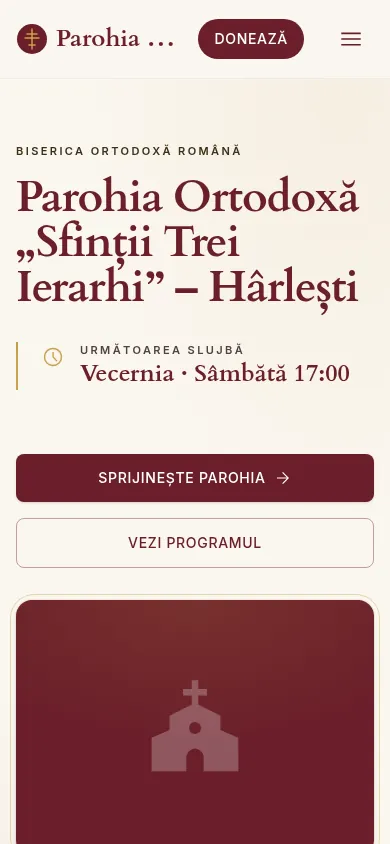 Parohia ...
DONEAZĂ
BISERICA ORTODOXĂ ROMÂNĂ
Parohia Ortodoxă
„Sfinții Trei
Ierarhi” – Hârlești
URMĂTOAREA SLUJBĂ
Vecernia · Sâmbătă 17:00
SPRIJINEȘTE PAROHIA →
VEZI PROGRAMUL